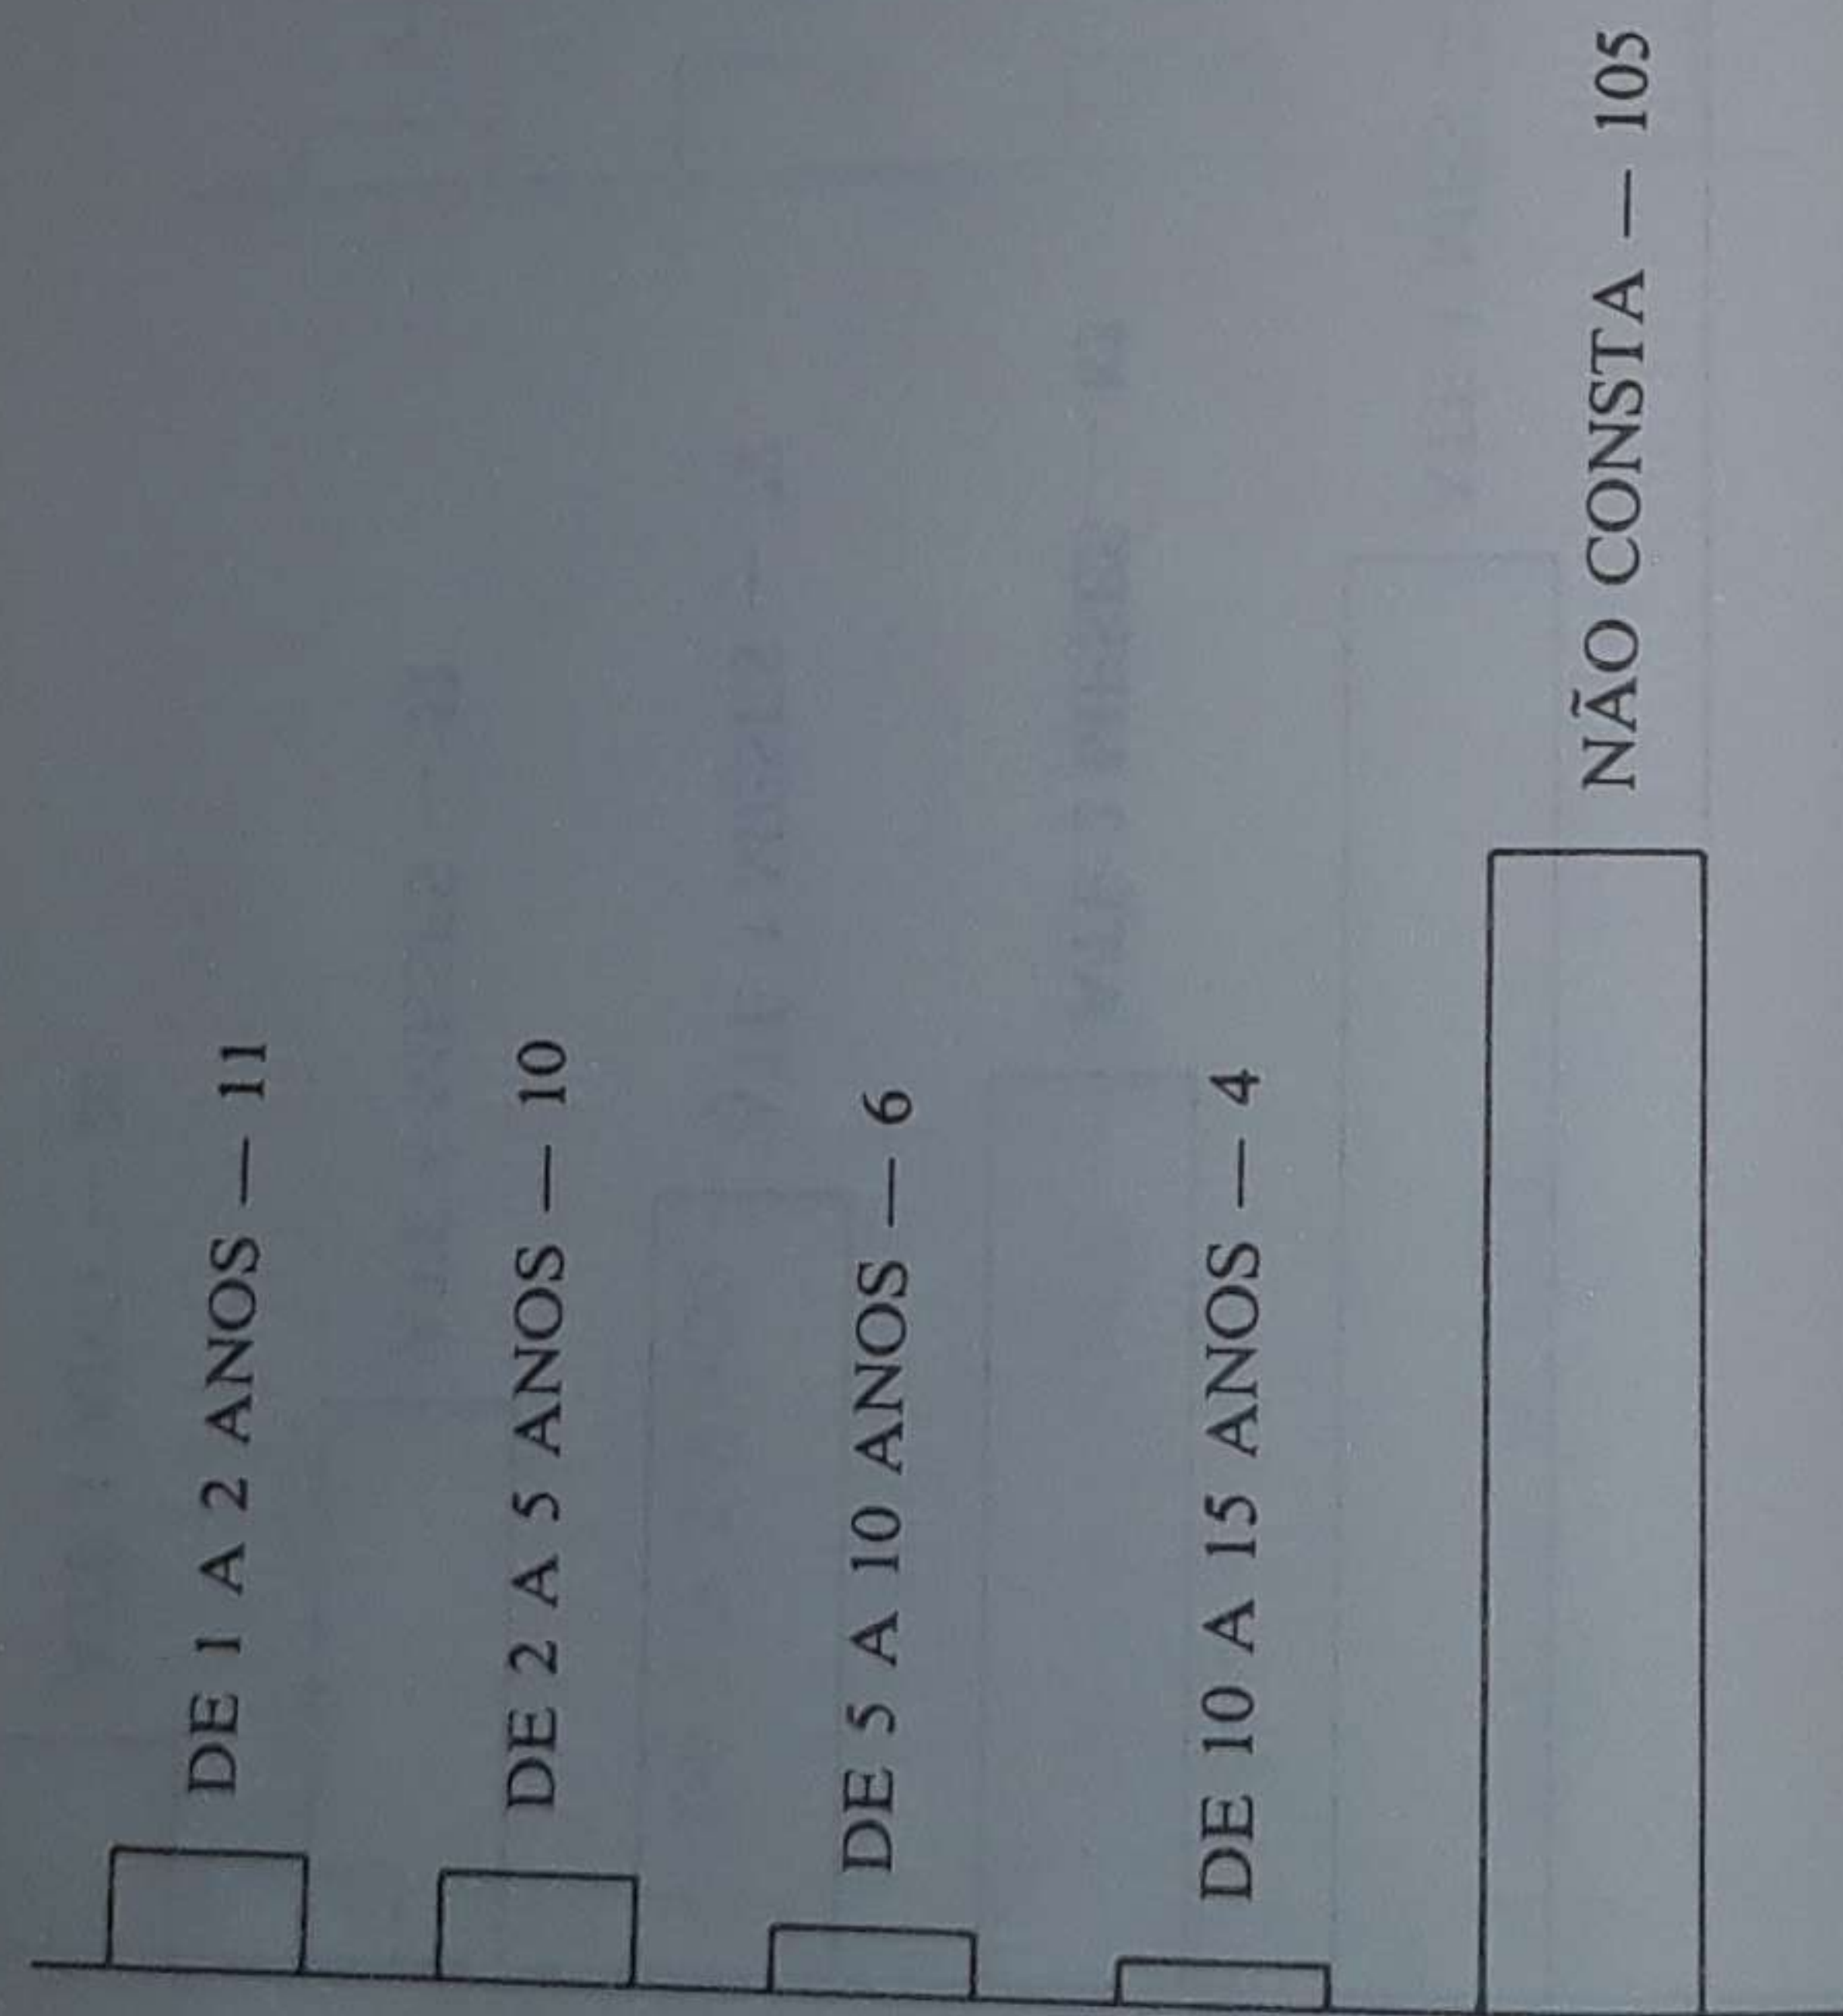 DE 1 A 2 ANOS — 11
DE 2 A 5 ANOS — 10
DE 5 A 10 ANOS — 6
DE 10 A 15 ANOS — 4
NÃO CONSTA — 105